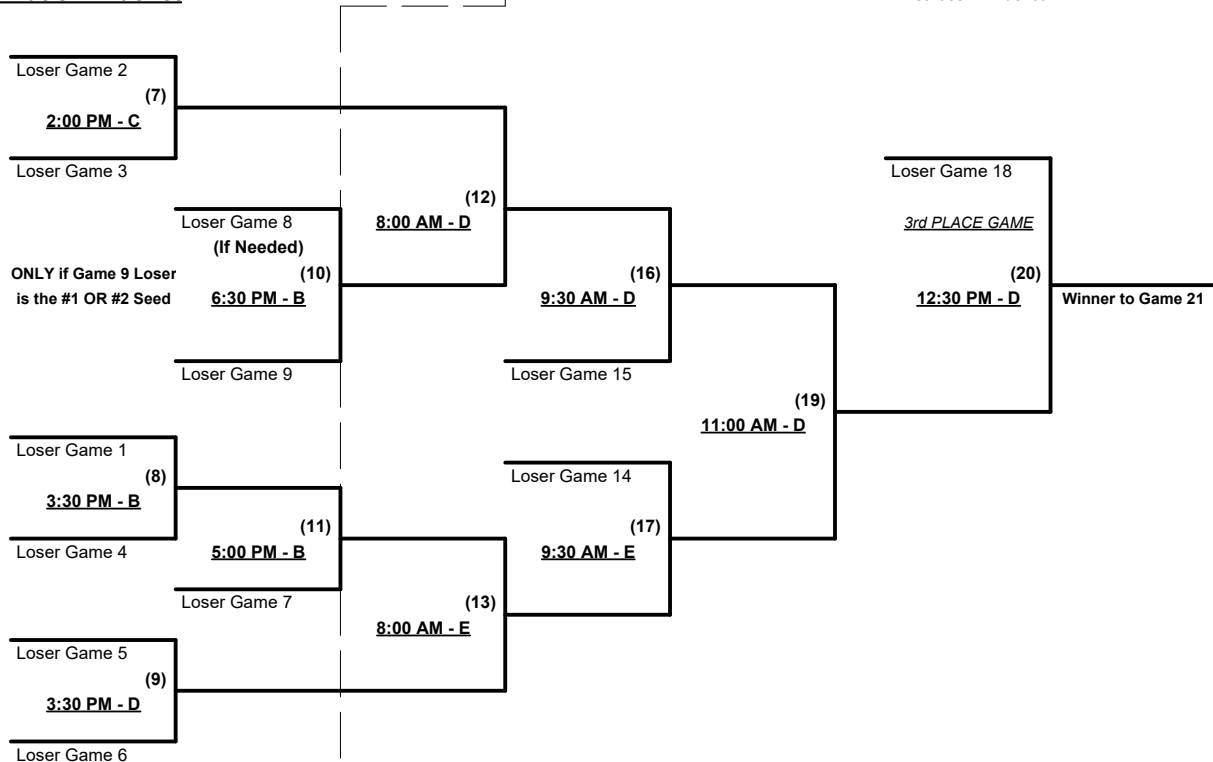 Loser Game 2
(7)
2:00 PM - C
Loser Game 3
Loser Game 8
(If Needed)
ONLY if Game 9 Loser
is the #1 OR #2 Seed
(10)
6:30 PM - B
Loser Game 9
(12)
8:00 AM - D
(16)
9:30 AM - D
Loser Game 15
Loser Game 1
(8)
3:30 PM - B
Loser Game 4
(11)
5:00 PM - B
Loser Game 7
Loser Game 5
(9)
3:30 PM - D
Loser Game 6
(13)
8:00 AM - E
Loser Game 14
(17)
9:30 AM - E
(19)
11:00 AM - D
Loser Game 18
3rd PLACE GAME
(20)
12:30 PM - D
Winner to Game 21